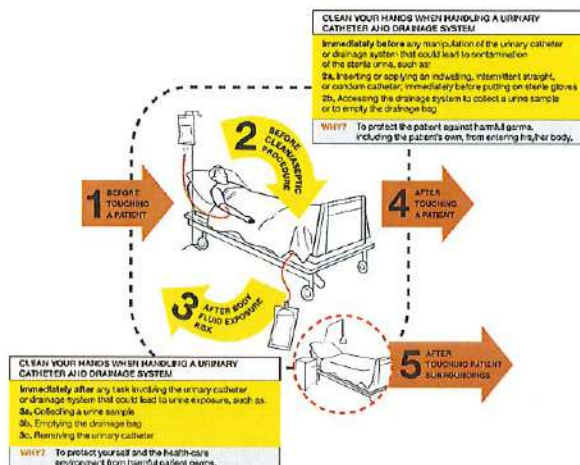 CLEAN YOUR HANDS WHEN HANDLING A URINARY
CATHETER AND DRAINAGE SYSTEM
Immediately before any manipulation of the urinary catheter
or drainage system that could lead to contamination
of the sterile urine, such as:
2a. Inserting or applying an indwelling, intermittent straight,
or condom catheter, immediately before putting on sterile gloves
2b. Accessing the drainage system to collect a urine sample
or to empty the drainage bag
WHY? To protect the patient against harmful germs,
including the patient's own, from entering his/her body.
1 BEFORE
TOUCHING
A PATIENT
2 BEFORE
CLEAN/ASEPTIC
PROCEDURE
3 AFTER BODY
FLUID EXPOSURE
RISK
4 AFTER
TOUCHING
A PATIENT
5 AFTER
TOUCHING PATIENT
SURROUNDINGS
CLEAN YOUR HANDS WHEN HANDLING A URINARY
CATHETER AND DRAINAGE SYSTEM
Immediately after any task involving the urinary catheter
or drainage system that could lead to urine exposure, such as:
3a. Collecting a urine sample
3b. Emptying the drainage bag
3c. Removing the urinary catheter
WHY? To protect yourself and the health-care
environment from harmful patient germs.